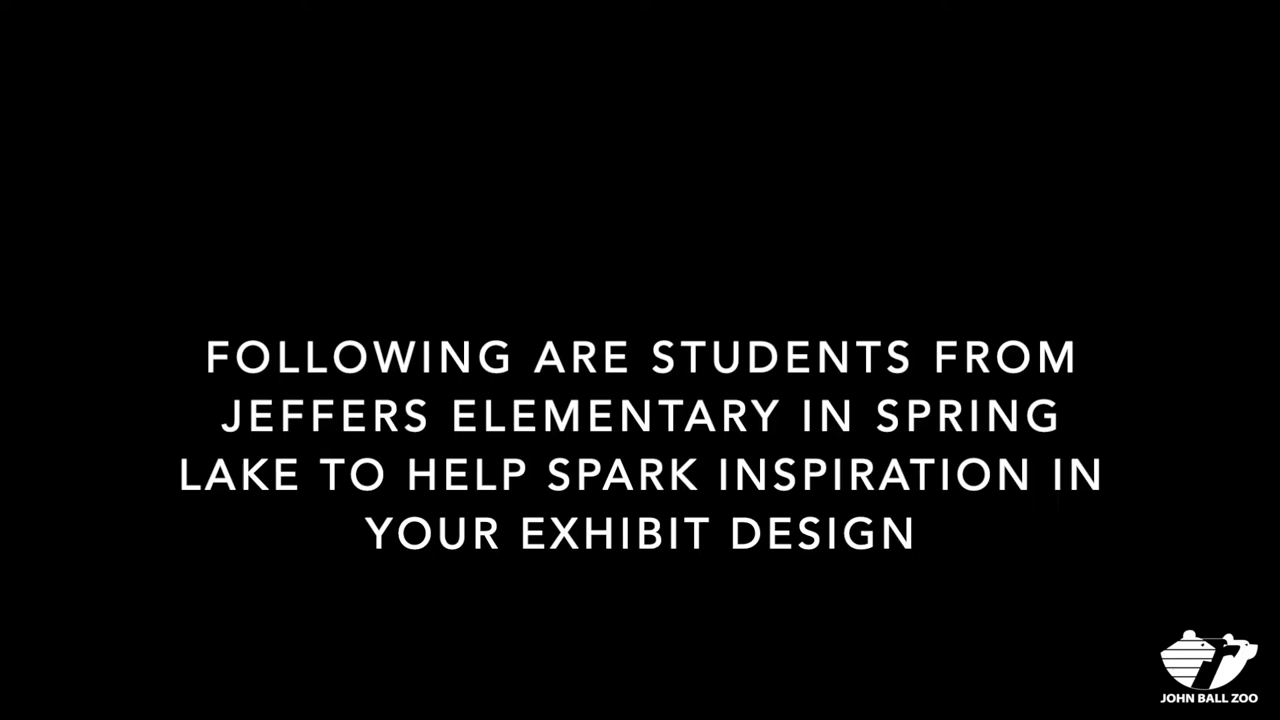 FOLLOWING ARE STUDENTS FROM
JEFFERS ELEMENTARY IN SPRING
LAKE TO HELP SPARK INSPIRATION IN
YOUR EXHIBIT DESIGN
JOHN BALL ZOO